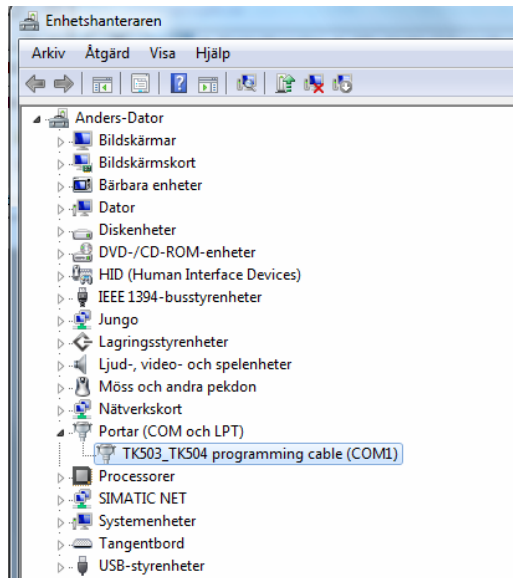 Enhetshanteraren
Arkiv Åtgärd Visa Hjälp
Anders-Dator
Bildskärmar
Bildskärmskort
Bärbara enheter
Dator
Diskenheter
DVD-/CD-ROM-enheter
HID (Human Interface Devices)
IEEE 1394-busstyrenheter
Jungo
Lagringsstyrenheter
Ljud-, video- och spelenheter
Möss och andra pekdon
Nätverkskort
Portar (COM och LPT)
TK503_TK504 programming cable (COM1)
Processorer
SIMATIC NET
Systemenheter
Tangentbord
USB-styrenheter